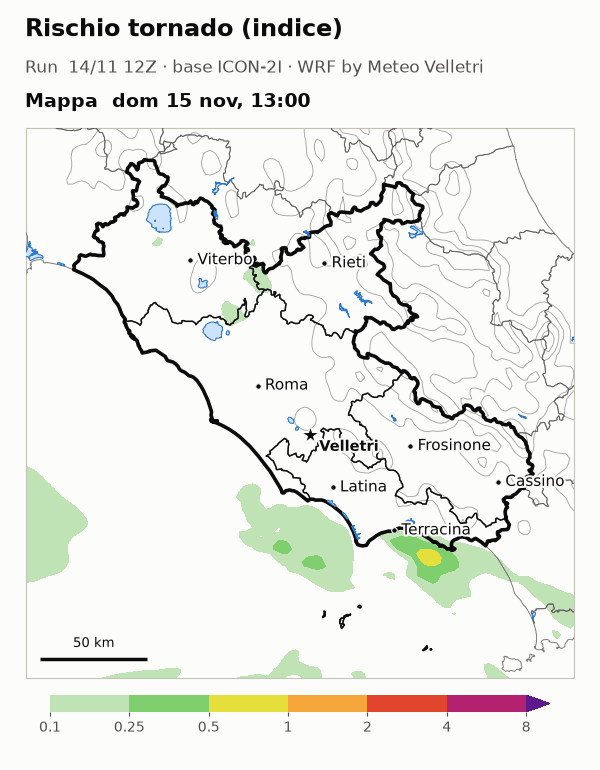 Rischio tornado (indice)
Run  14/11 12Z · base ICON-2I · WRF by Meteo Velletri
Mappa  dom 15 nov, 13:00
Viterbo
Rieti
Roma
Velletri
Frosinone
Latina
Cassino
Terracina
50 km
0.1 0.25 0.5 1 2 4 8